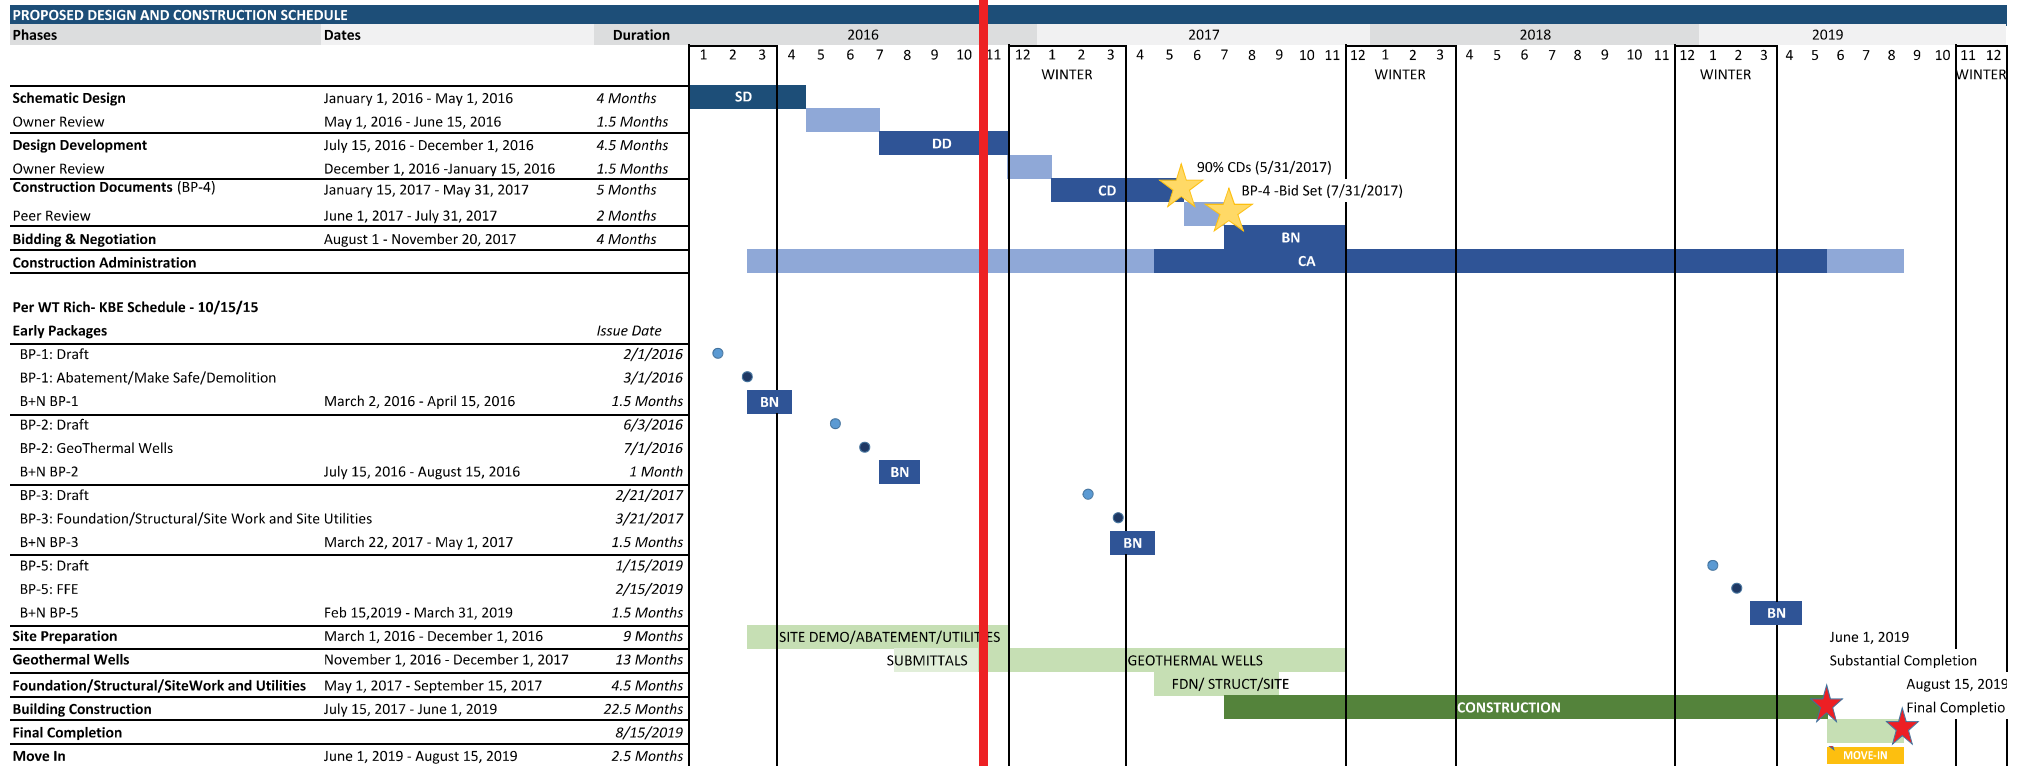 PROPOSED DESIGN AND CONSTRUCTION SCHEDULE
Phases Dates Duration 2016 2017 2018 2019
1 2 3 4 5 6 7 8 9 10 11 12 1 2 3 4 5 6 7 8 9 10 11 12 1 2 3 4 5 6 7 8 9 10 11 12 1 2 3 4 5 6 7 8 9 10 11 12
WINTER WINTER WINTER WINTER
Schematic Design January 1, 2016 - May 1, 2016 4 Months SD
Owner Review May 1, 2016 - June 15, 2016 1.5 Months
Design Development July 15, 2016 - December 1, 2016 4.5 Months DD
Owner Review December 1, 2016 -January 15, 2016 1.5 Months 90% CDs (5/31/2017)
Construction Documents (BP-4) January 15, 2017 - May 31, 2017 5 Months CD BP-4 -Bid Set (7/31/2017)
Peer Review June 1, 2017 - July 31, 2017 2 Months
Bidding & Negotiation August 1 - November 20, 2017 4 Months BN
Construction Administration CA
Per WT Rich- KBE Schedule - 10/15/15
Early Packages Issue Date
BP-1: Draft 2/1/2016
BP-1: Abatement/Make Safe/Demolition 3/1/2016
B+N BP-1 March 2, 2016 - April 15, 2016 1.5 Months BN
BP-2: Draft 6/3/2016
BP-2: GeoThermal Wells 7/1/2016
B+N BP-2 July 15, 2016 - August 15, 2016 1 Month BN
BP-3: Draft 2/21/2017
BP-3: Foundation/Structural/Site Work and Site Utilities 3/21/2017
B+N BP-3 March 22, 2017 - May 1, 2017 1.5 Months BN
BP-5: Draft 1/15/2019
BP-5: FFE 2/15/2019
B+N BP-5 Feb 15,2019 - March 31, 2019 1.5 Months BN
Site Preparation March 1, 2016 - December 1, 2016 9 Months SITE DEMO/ABATEMENT/UTILITIES June 1, 2019
Geothermal Wells November 1, 2016 - December 1, 2017 13 Months SUBMITTALS GEOTHERMAL WELLS Substantial Completion
Foundation/Structural/SiteWork and Utilities May 1, 2017 - September 15, 2017 4.5 Months FDN/ STRUCT/SITE August 15, 2019
Building Construction July 15, 2017 - June 1, 2019 22.5 Months CONSTRUCTION Final Completio
Final Completion 8/15/2019
Move In June 1, 2019 - August 15, 2019 2.5 Months MOVE-IN